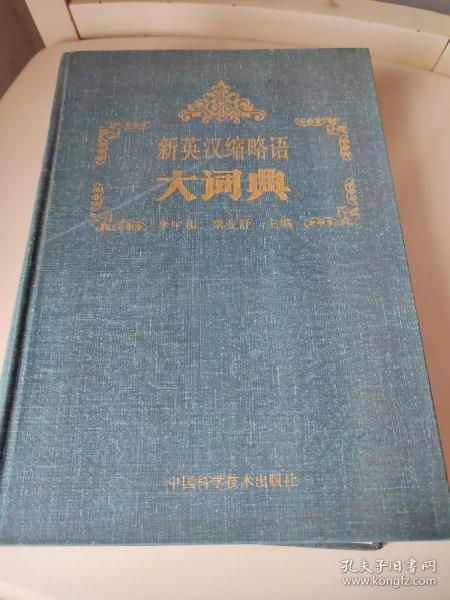 新英汉缩略语
大词典
李中和 李亚舒 主编
中国科学技术出版社
孔夫子旧书网
www.kongfz.com